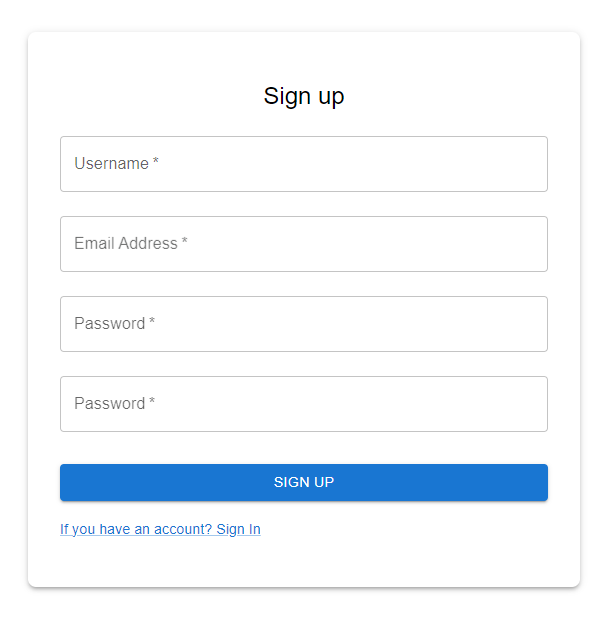 Sign up
Username *
Email Address *
Password *
Password *
SIGN UP
If you have an account? Sign In